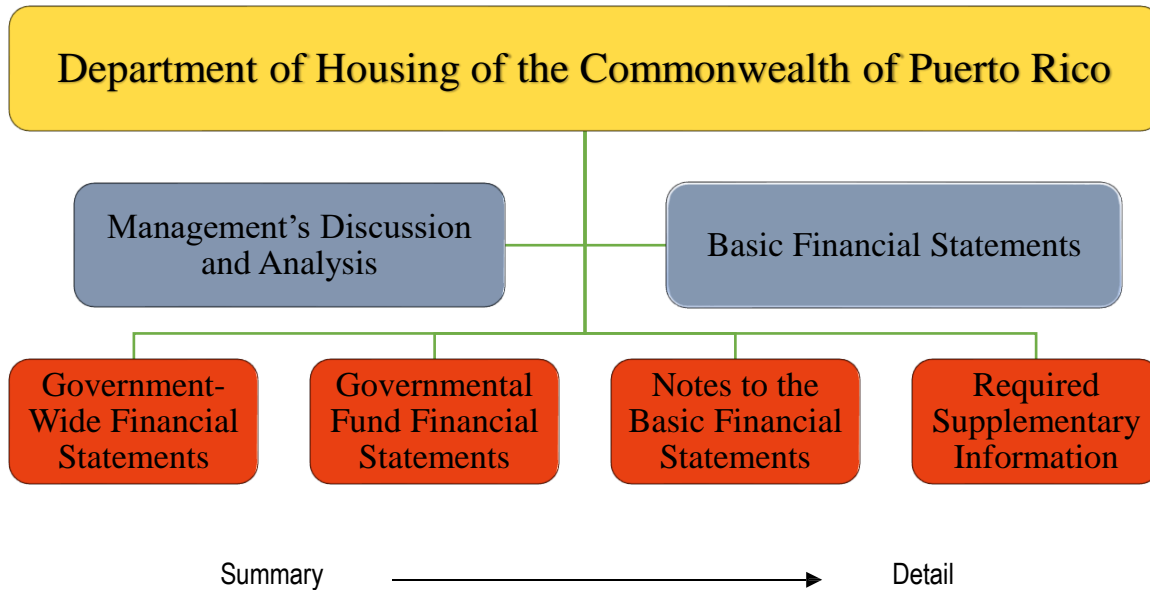 Department of Housing of the Commonwealth of Puerto Rico
Management’s Discussion
and Analysis
Basic Financial Statements
Government-
Wide Financial
Statements
Governmental
Fund Financial
Statements
Notes to the
Basic Financial
Statements
Required
Supplementary
Information
Summary
Detail